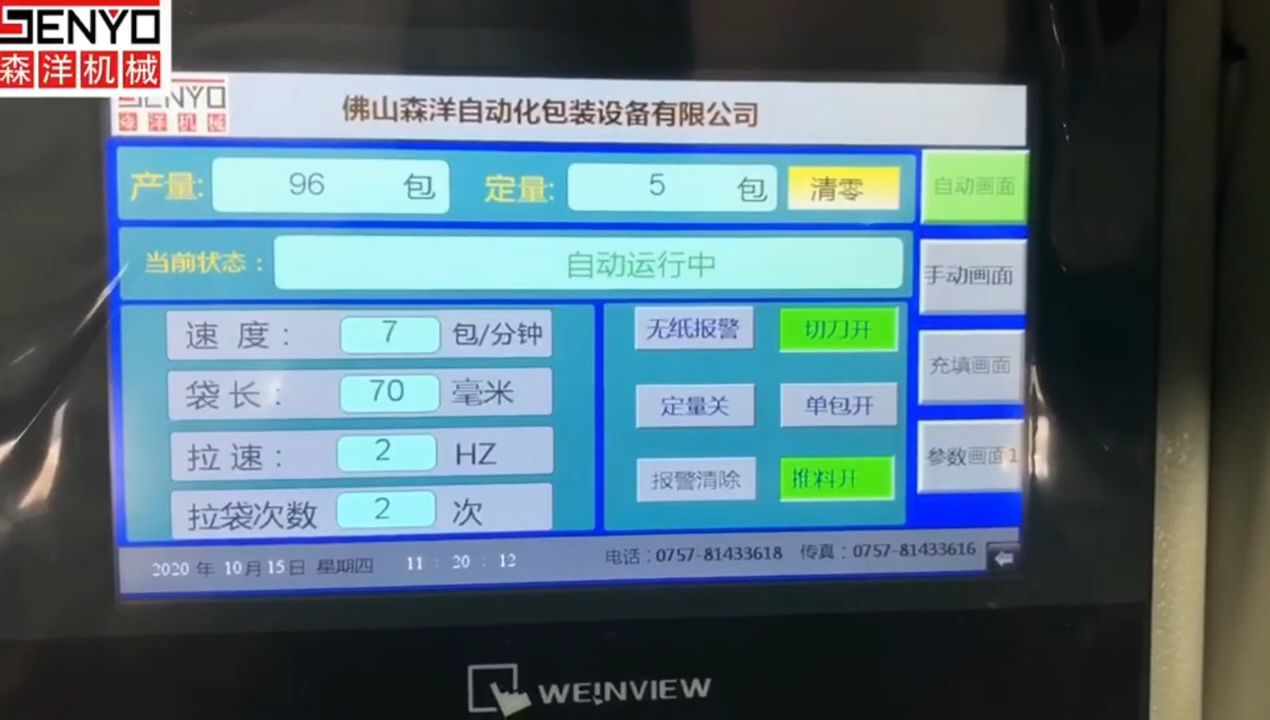 SENYO
森洋机械
SENYO
森洋机械
佛山森洋自动化包装设备有限公司
产量: 96 包 定量: 5 包 清零 自动画面
当前状态： 自动运行中 手动画面
速 度： 7 包/分钟 无纸报警 切刀开 充填画面
袋 长： 70 毫米 定量关 单包开
拉 速： 2 HZ 报警清除 推料开 参数画面1
拉袋次数 2 次
2020 年 10月 15日 星期四 11 : 20 : 12 电话：0757-81433618 传真：0757-81433616
WEINVIEW